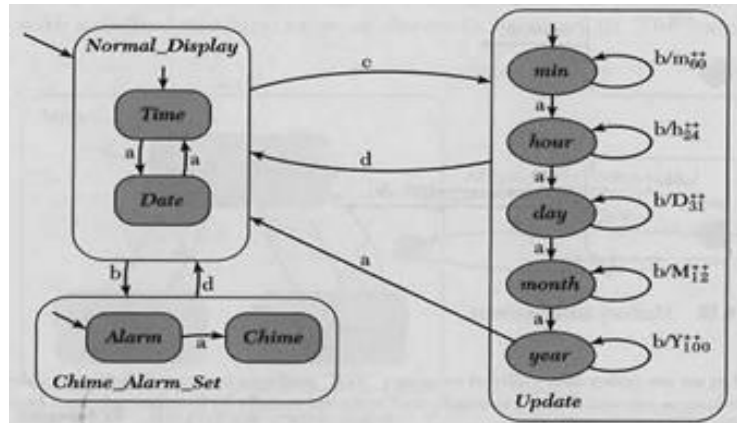 Normal_Display
Time
a
a
Date
b
d
Alarm
a
Chime
Chime_Alarm_Set
c
d
a
min
b/m++60
a
hour
b/h++24
a
day
b/D++31
a
month
b/M++12
a
year
b/Y++100
Update